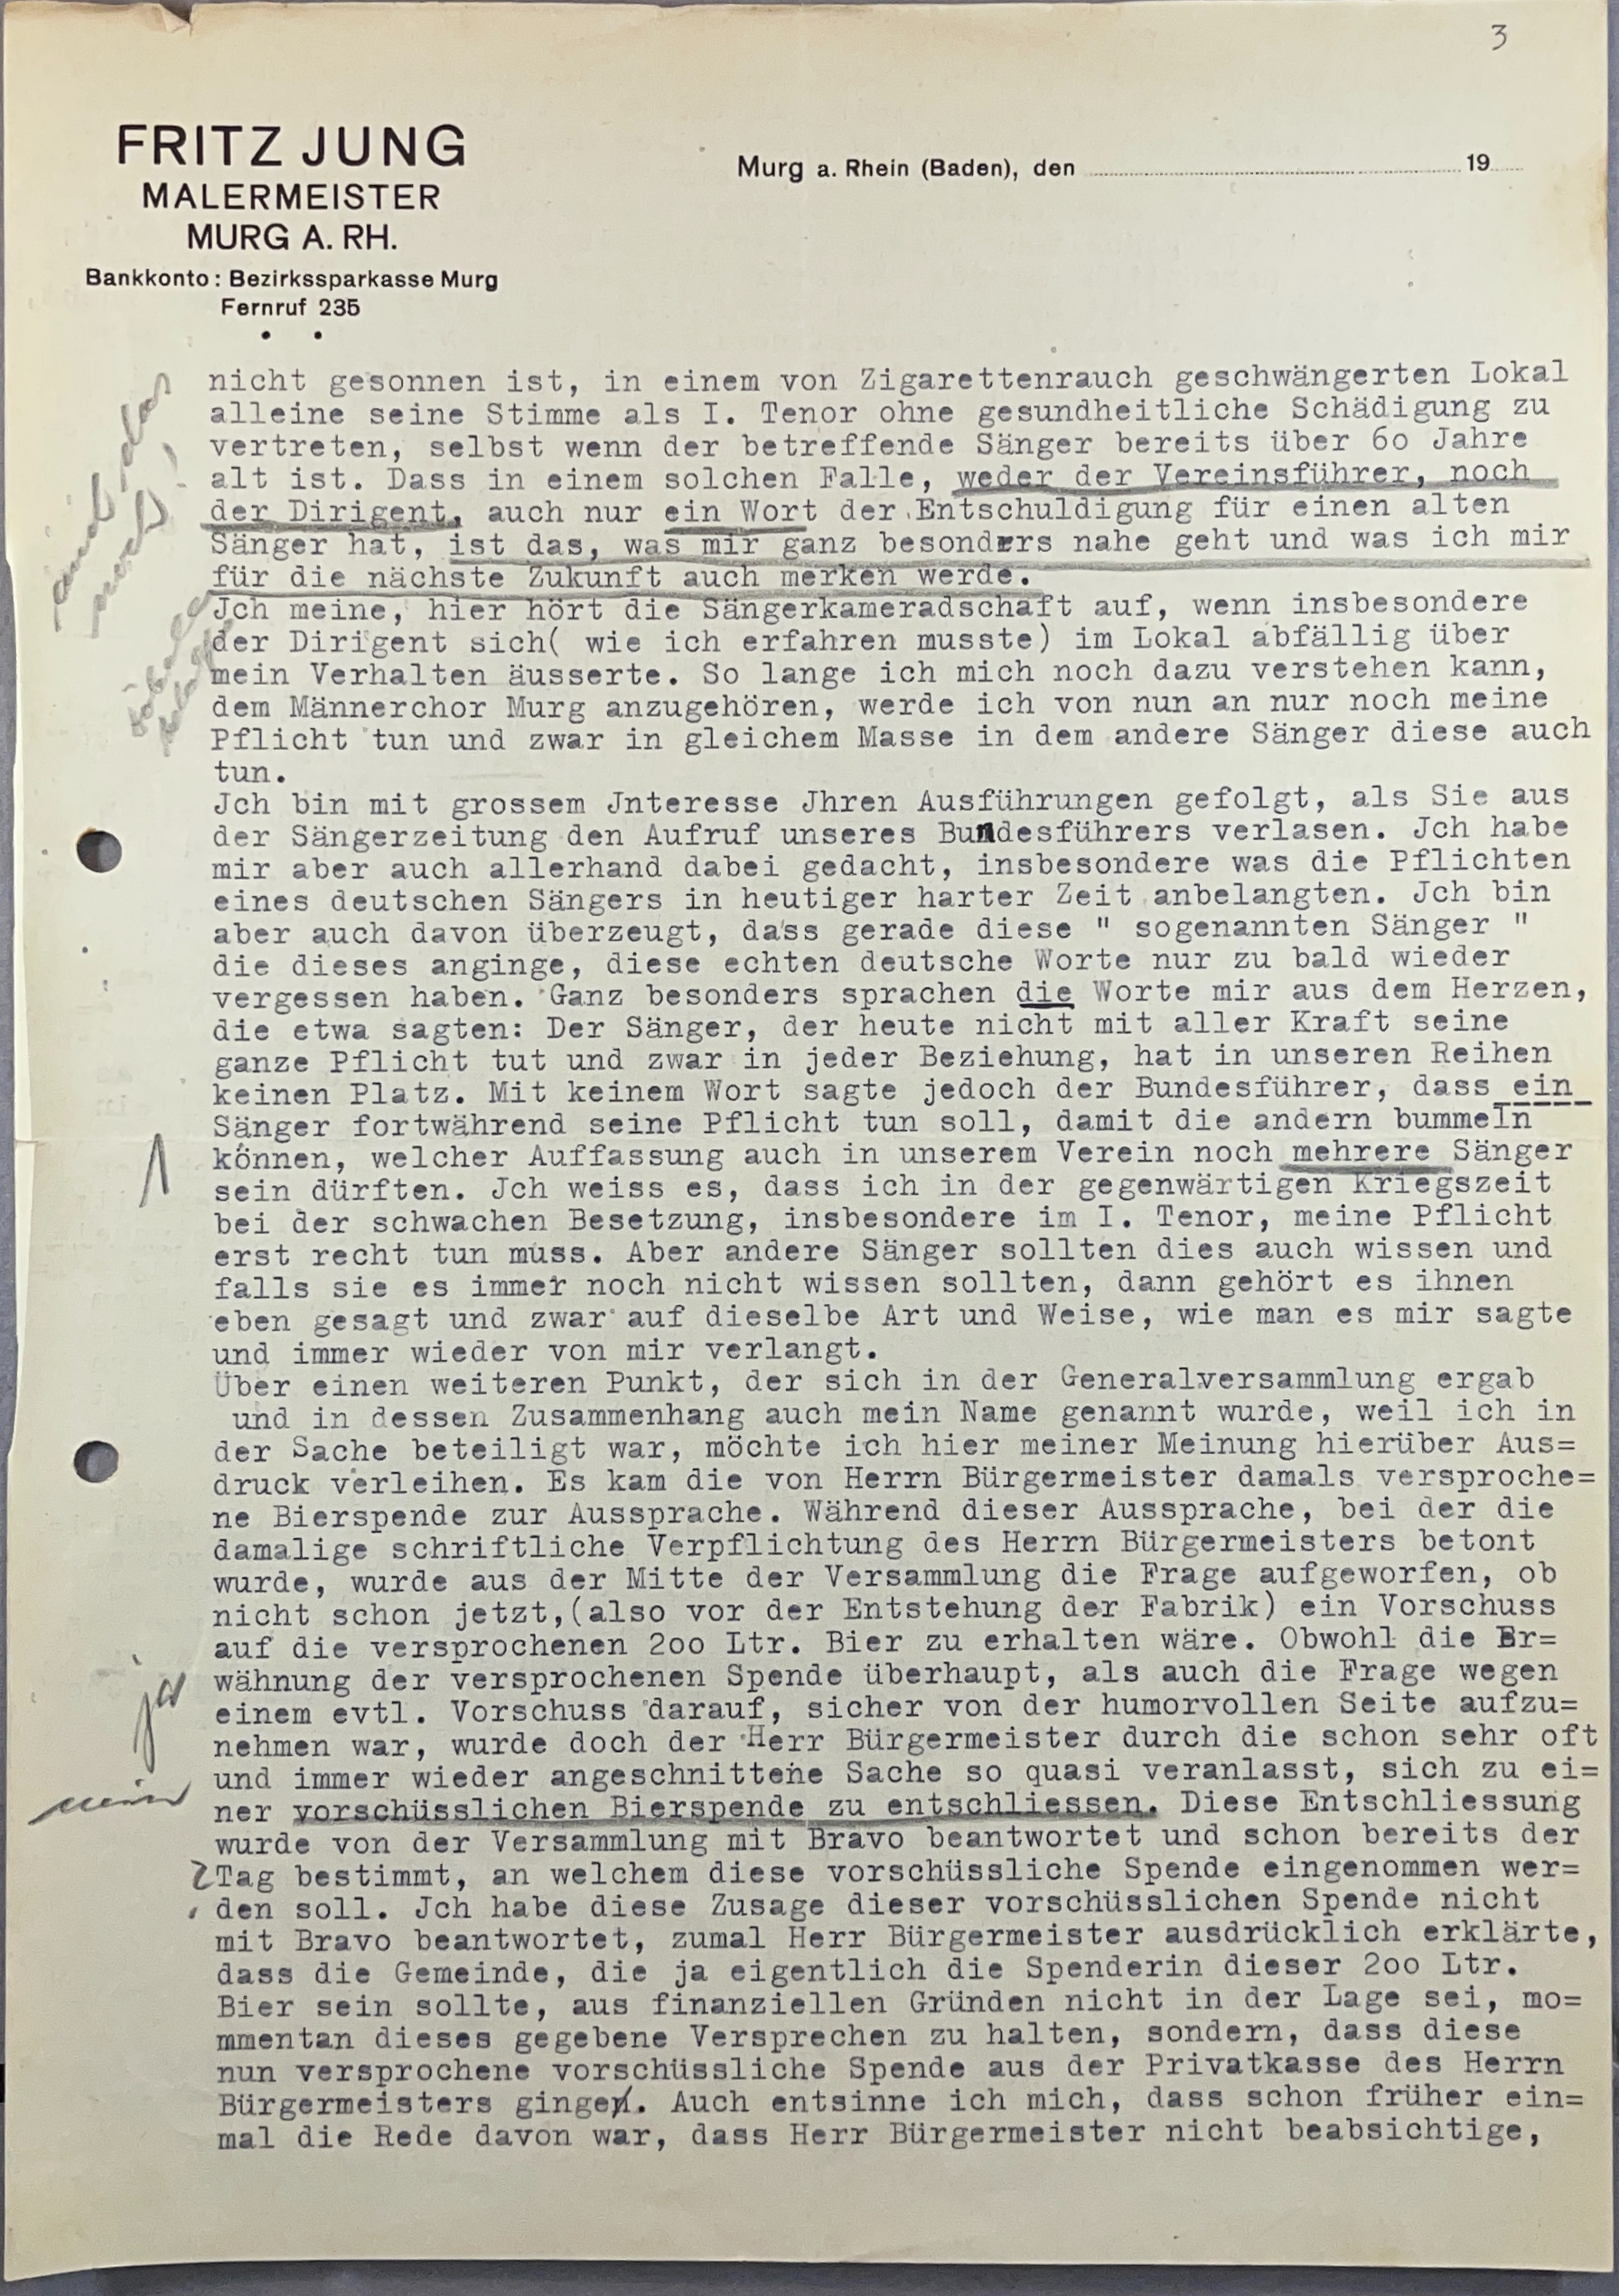 3
FRITZ JUNG
MALERMEISTER
MURG A. RH.
Bankkonto: Bezirkssparkasse Murg
Fernruf 235
Murg a. Rhein (Baden), den 19
nicht gesonnen ist, in einem von Zigarettenrauch geschwängerten Lokal
alleine seine Stimme als I. Tenor ohne gesundheitliche Schädigung zu
vertreten, selbst wenn der betreffende Sänger bereits über 6o Jahre
alt ist. Dass in einem solchen Falle, weder der Vereinsführer, noch
der Dirigent, auch nur ein Wort der Entschuldigung für einen alten
Sänger hat, ist das, was mir ganz besonders nahe geht und was ich mir
für die nächste Zukunft auch merken werde.
Jch meine, hier hört die Sängerkameradschaft auf, wenn insbesondere
der Dirigent sich( wie ich erfahren musste) im Lokal abfällig über
mein Verhalten äusserte. So lange ich mich noch dazu verstehen kann,
dem Männerchor Murg anzugehören, werde ich von nun an nur noch meine
Pflicht tun und zwar in gleichem Masse in dem andere Sänger diese auch
tun.
Jch bin mit grossem Jnteresse Jhren Ausführungen gefolgt, als Sie aus
der Sängerzeitung den Aufruf unseres Bundesführers verlasen. Jch habe
mir aber auch allerhand dabei gedacht, insbesondere was die Pflichten
eines deutschen Sängers in heutiger harter Zeit anbelangten. Jch bin
aber auch davon überzeugt, dass gerade diese " sogenannten Sänger "
die dieses anginge, diese echten deutsche Worte nur zu bald wieder
vergessen haben. Ganz besonders sprachen die Worte mir aus dem Herzen,
die etwa sagten: Der Sänger, der heute nicht mit aller Kraft seine
ganze Pflicht tut und zwar in jeder Beziehung, hat in unseren Reihen
keinen Platz. Mit keinem Wort sagte jedoch der Bundesführer, dass ein
Sänger fortwährend seine Pflicht tun soll, damit die andern bummeln
können, welcher Auffassung auch in unserem Verein noch mehrere Sänger
sein dürften. Jch weiss es, dass ich in der gegenwärtigen Kriegszeit
bei der schwachen Besetzung, insbesondere im I. Tenor, meine Pflicht
erst recht tun muss. Aber andere Sänger sollten dies auch wissen und
falls sie es immer noch nicht wissen sollten, dann gehört es ihnen
eben gesagt und zwar auf dieselbe Art und Weise, wie man es mir sagte
und immer wieder von mir verlangt.
Über einen weiteren Punkt, der sich in der Generalversammlung ergab
und in dessen Zusammenhang auch mein Name genannt wurde, weil ich in
der Sache beteiligt war, möchte ich hier meiner Meinung hierüber Aus=
druck verleihen. Es kam die von Herrn Bürgermeister damals versproche=
ne Bierspende zur Aussprache. Während dieser Aussprache, bei der die
damalige schriftliche Verpflichtung des Herrn Bürgermeisters betont
wurde, wurde aus der Mitte der Versammlung die Frage aufgeworfen, ob
nicht schon jetzt,(also vor der Entstehung der Fabrik) ein Vorschuss
auf die versprochenen 2oo Ltr. Bier zu erhalten wäre. Obwohl die Er=
ja
wähnung der versprochenen Spende überhaupt, als auch die Frage wegen
einem evtl. Vorschuss darauf, sicher von der humorvollen Seite aufzu=
nehmen war, wurde doch der Herr Bürgermeister durch die schon sehr oft
und immer wieder angeschnittene Sache so quasi veranlasst, sich zu ei=
nein
ner vorschüsslichen Bierspende zu entschliessen. Diese Entschliessung
wurde von der Versammlung mit Bravo beantwortet und schon bereits der
Tag bestimmt, an welchem diese vorschüssliche Spende eingenommen wer=
den soll. Jch habe diese Zusage dieser vorschüsslichen Spende nicht
mit Bravo beantwortet, zumal Herr Bürgermeister ausdrücklich erklärte,
dass die Gemeinde, die ja eigentlich die Spenderin dieser 2oo Ltr.
Bier sein sollte, aus finanziellen Gründen nicht in der Lage sei, mo=
mmentan dieses gegebene Versprechen zu halten, sondern, dass diese
nun versprochene vorschüssliche Spende aus der Privatkasse des Herrn
Bürgermeisters ginge. Auch entsinne ich mich, dass schon früher ein=
mal die Rede davon war, dass Herr Bürgermeister nicht beabsichtige,